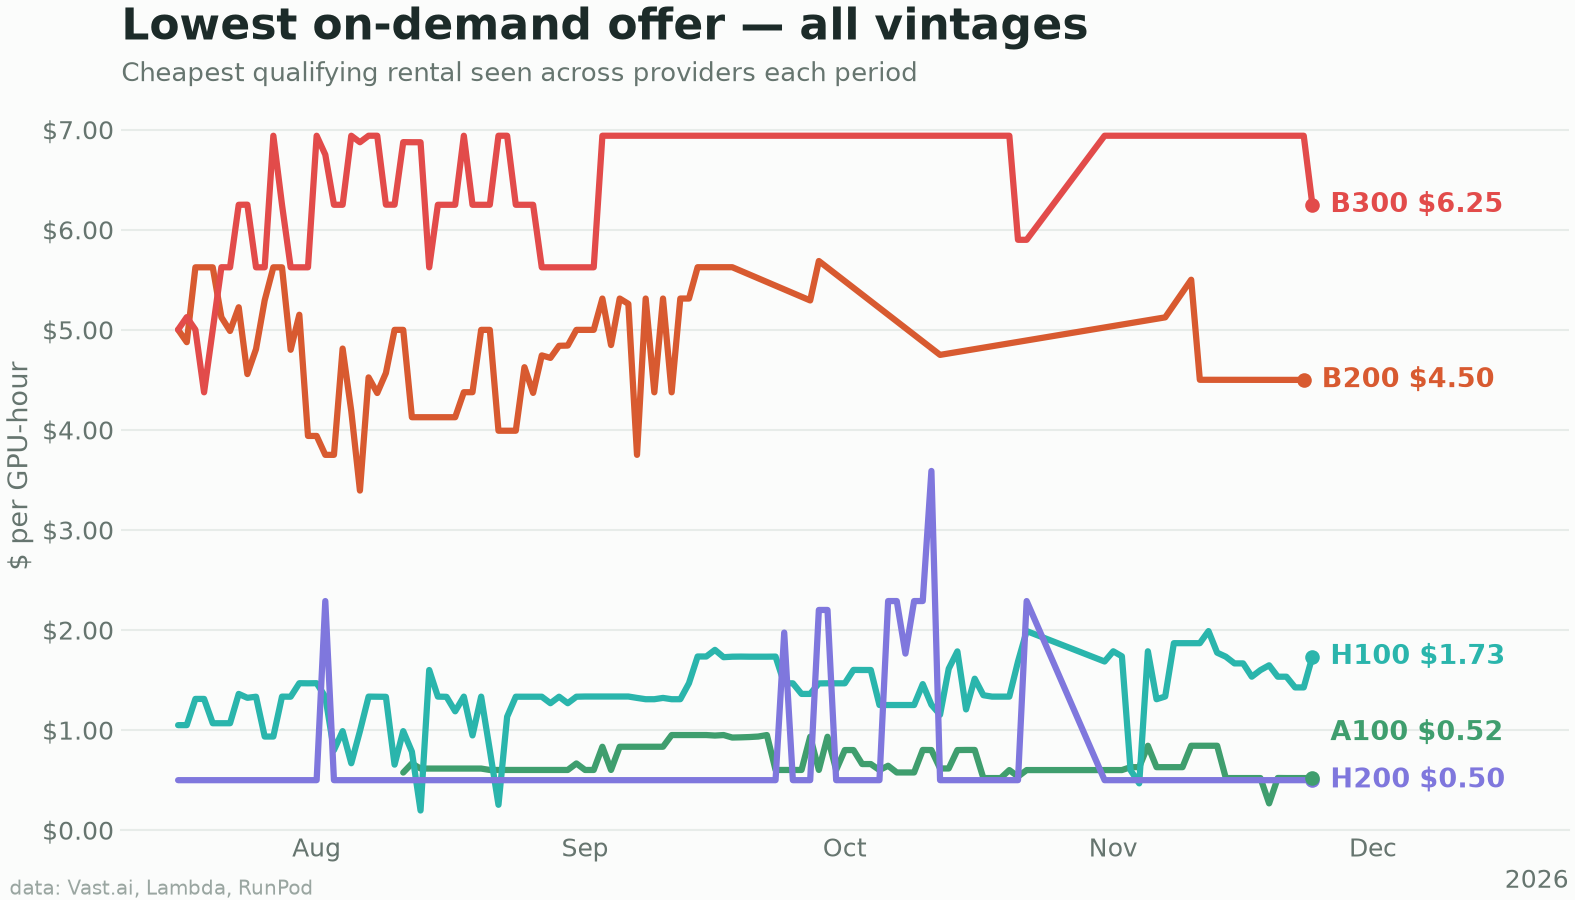 Lowest on-demand offer — all vintages
Cheapest qualifying rental seen across providers each period
$ per GPU-hour
$7.00
$6.00
$5.00
$4.00
$3.00
$2.00
$1.00
$0.00
B300 $6.25
B200 $4.50
H100 $1.73
A100 $0.52
H200 $0.50
Aug Sep Oct Nov Dec
2026
data: Vast.ai, Lambda, RunPod